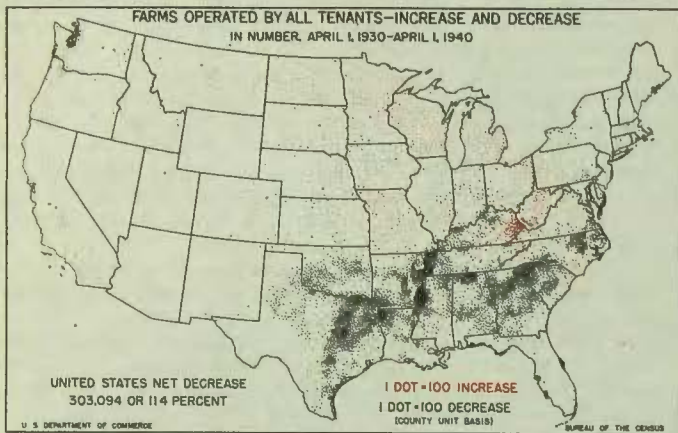 FARMS OPERATED BY ALL TENANTS—INCREASE AND DECREASE
IN NUMBER, APRIL 1, 1930—APRIL 1, 1940
UNITED STATES NET DECREASE
303,094 OR 11.4 PERCENT
1 DOT = 100 INCREASE
1 DOT = 100 DECREASE
(COUNTY UNIT BASIS)
U S DEPARTMENT OF COMMERCE
BUREAU OF THE CENSUS